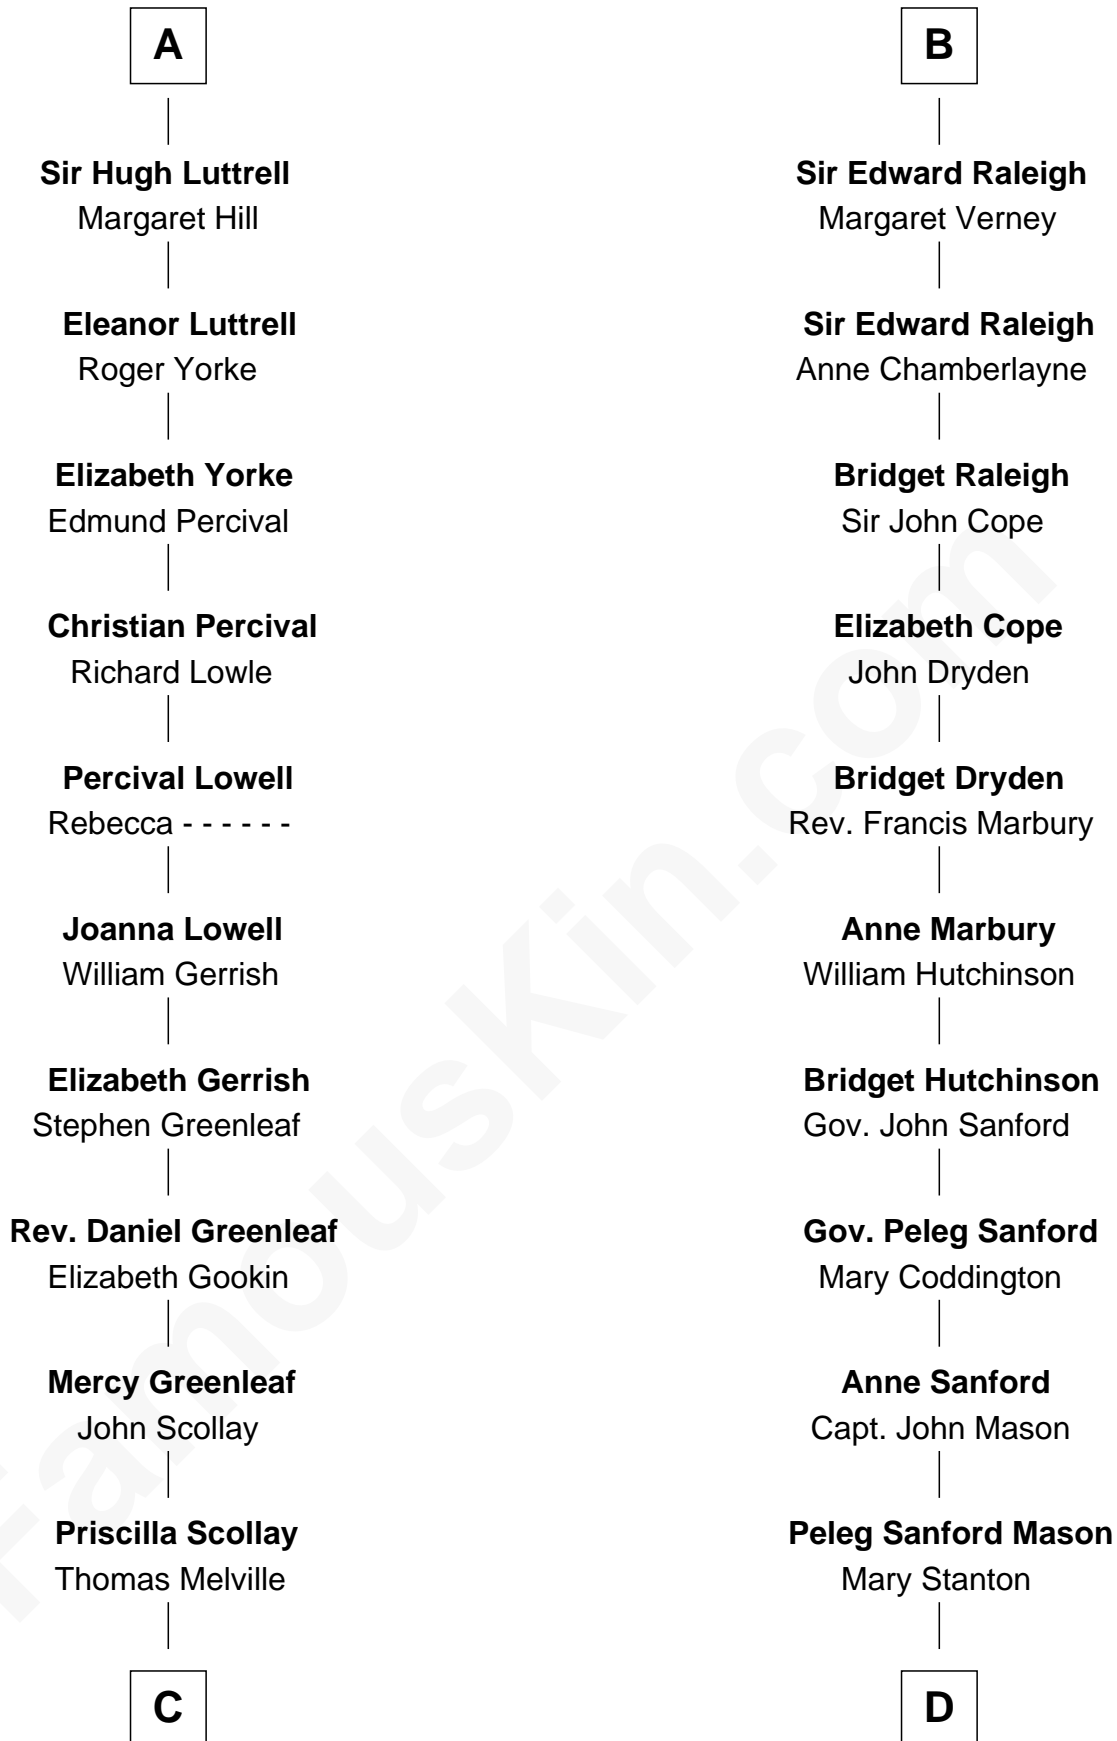 A
Sir Hugh Luttrell
Margaret Hill
Eleanor Luttrell
Roger Yorke
Elizabeth Yorke
Edmund Percival
Christian Percival
Richard Lowle
Percival Lowell
Rebecca - - - - - -
Joanna Lowell
William Gerrish
Elizabeth Gerrish
Stephen Greenleaf
Rev. Daniel Greenleaf
Elizabeth Gookin
Mercy Greenleaf
John Scollay
Priscilla Scollay
Thomas Melville
C
B
Sir Edward Raleigh
Margaret Verney
Sir Edward Raleigh
Anne Chamberlayne
Bridget Raleigh
Sir John Cope
Elizabeth Cope
John Dryden
Bridget Dryden
Rev. Francis Marbury
Anne Marbury
William Hutchinson
Bridget Hutchinson
Gov. John Sanford
Gov. Peleg Sanford
Mary Coddington
Anne Sanford
Capt. John Mason
Peleg Sanford Mason
Mary Stanton
D
FamousKin.com